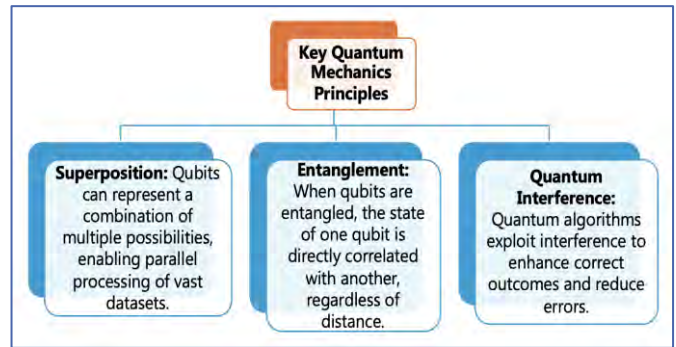 Key Quantum
Mechanics
Principles
Superposition: Qubits
can represent a
combination of
multiple possibilities,
enabling parallel
processing of vast
datasets.
Entanglement:
When qubits are
entangled, the state
of one qubit is
directly correlated
with another,
regardless of
distance.
Quantum
Interference:
Quantum algorithms
exploit interference to
enhance correct
outcomes and reduce
errors.